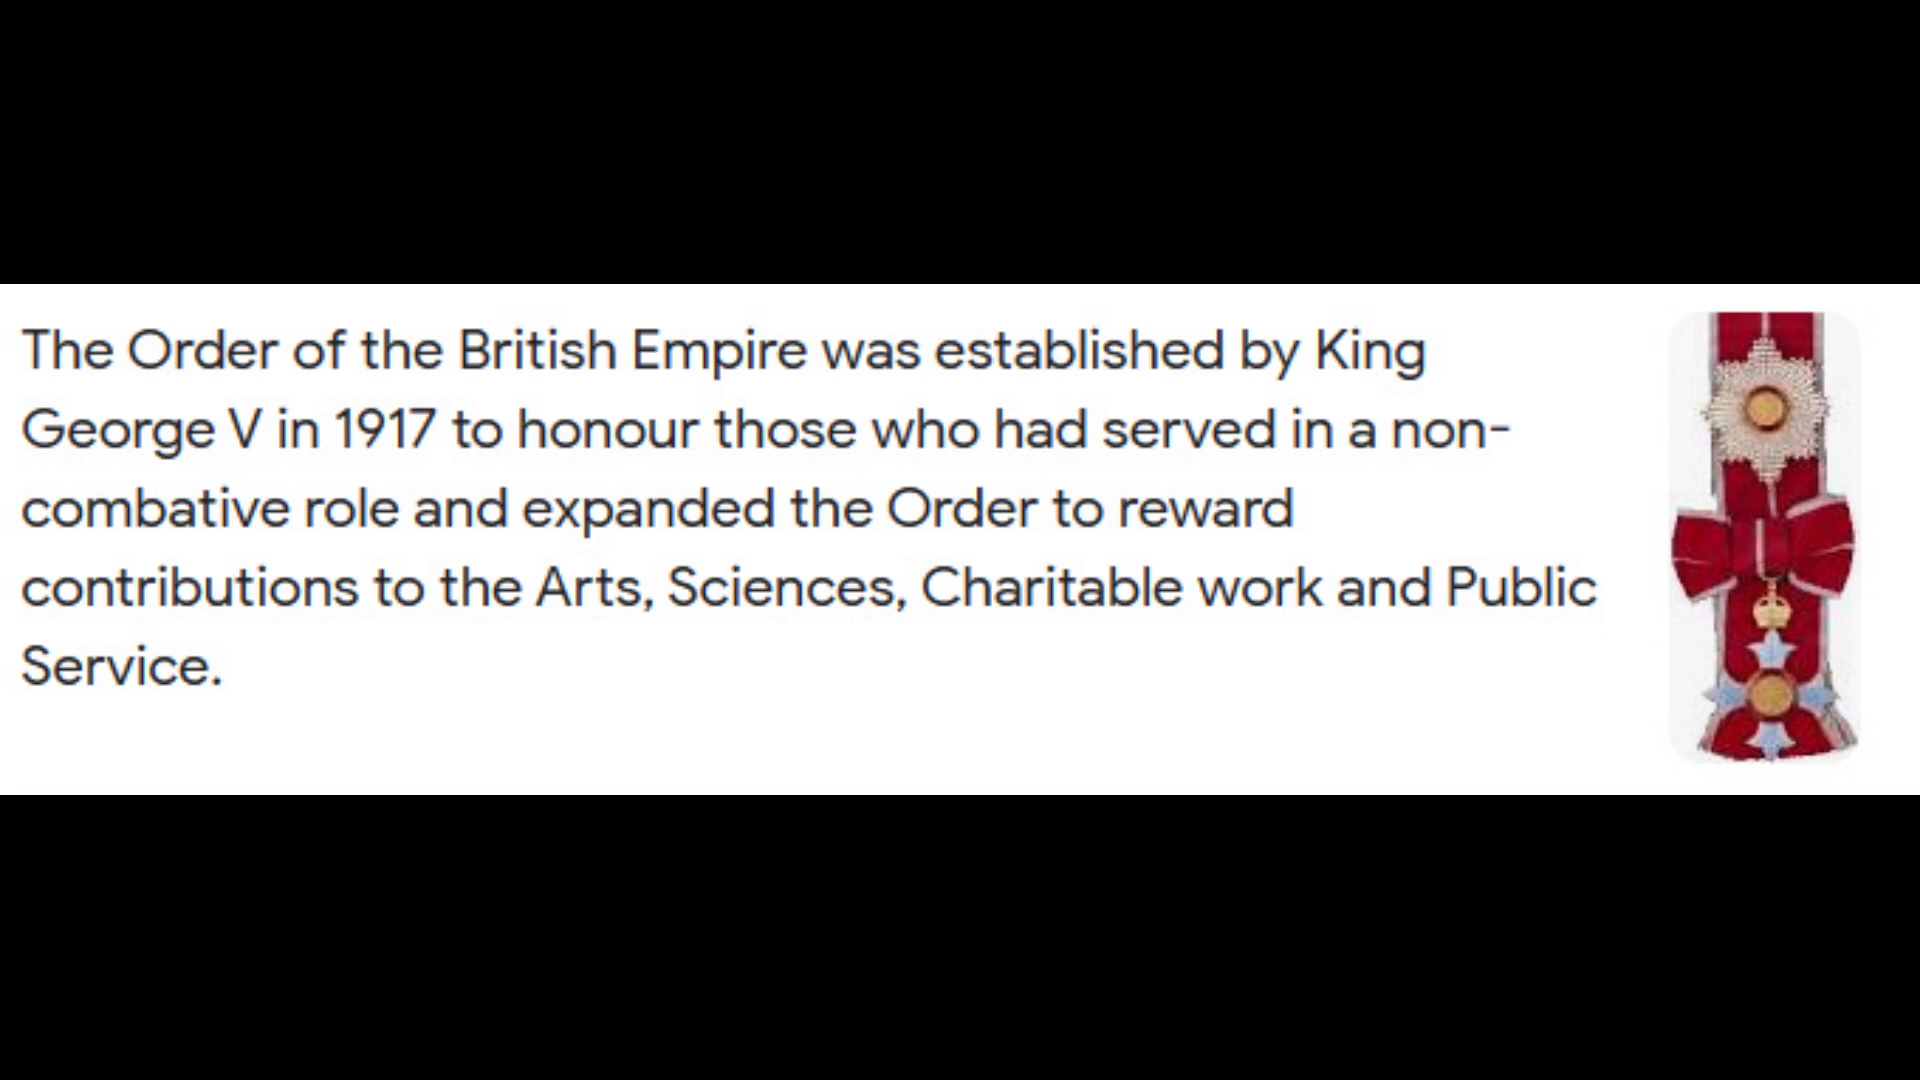 The Order of the British Empire was established by King
George V in 1917 to honour those who had served in a non-
combative role and expanded the Order to reward
contributions to the Arts, Sciences, Charitable work and Public
Service.